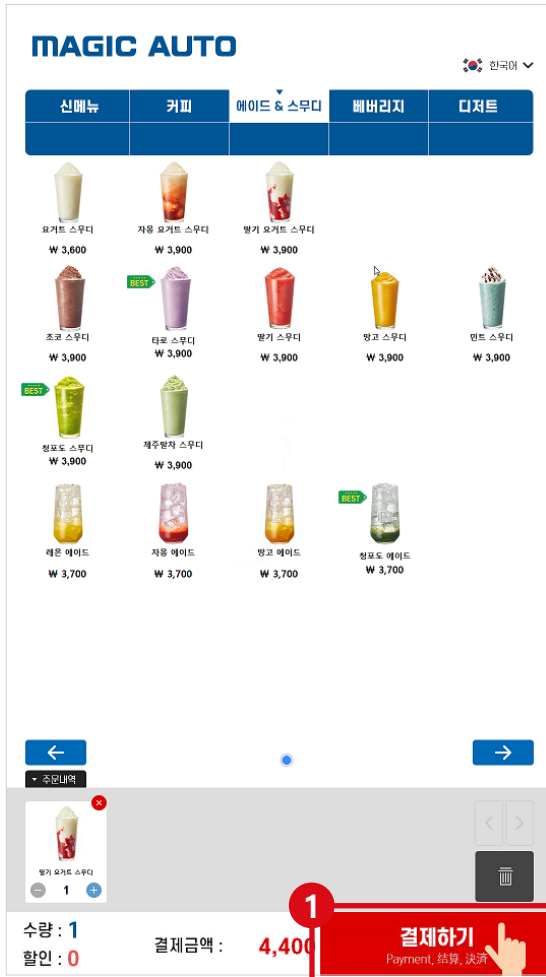 MAGIC AUTO
한국어
신메뉴 커피 에이드 & 스무디 베버리지 디저트
요거트 스무디 자몽 요거트 스무디 딸기 요거트 스무디
₩ 3,600 ₩ 3,900 ₩ 3,900
BEST
초코 스무디 타로 스무디 딸기 스무디 망고 스무디 민트 스무디
₩ 3,900 ₩ 3,900 ₩ 3,900 ₩ 3,900 ₩ 3,900
BEST
청포도 스무디 제주말차 스무디
₩ 3,900 ₩ 3,900
BEST
레몬 에이드 자몽 에이드 망고 에이드 청포도 에이드
₩ 3,700 ₩ 3,700 ₩ 3,700 ₩ 3,700
주문내역
딸기 요거트 스무디
1
1
수량 : 1
할인 : 0
결제금액 : 4,400
결제하기
Payment, 结算, 決済